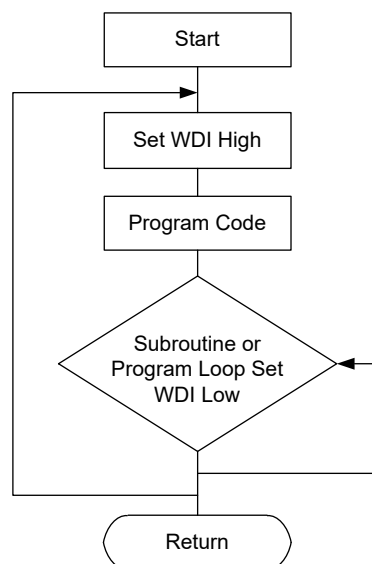 Start
Set WDI High
Program Code
Subroutine or
Program Loop Set
WDI Low
Return